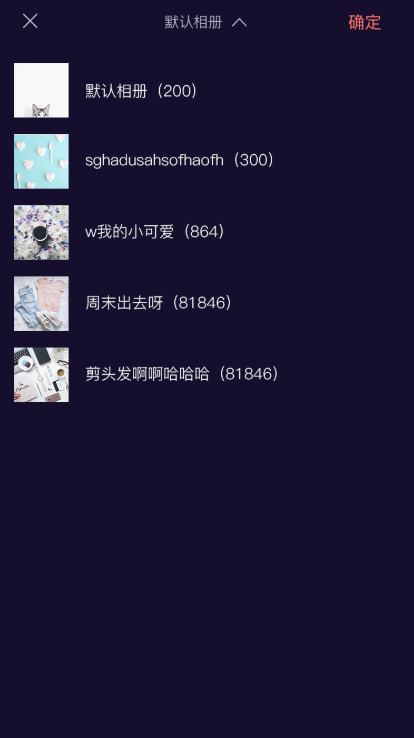 默认相册
确定
默认相册（200）
sghadusahsofhaofh（300）
w我的小可爱（864）
周末出去呀（81846）
剪头发啊啊哈哈哈（81846）